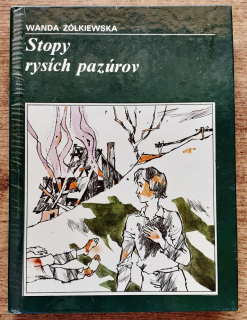 WANDA ŻÓŁKIEWSKA
Stopy
rysích pazúrov